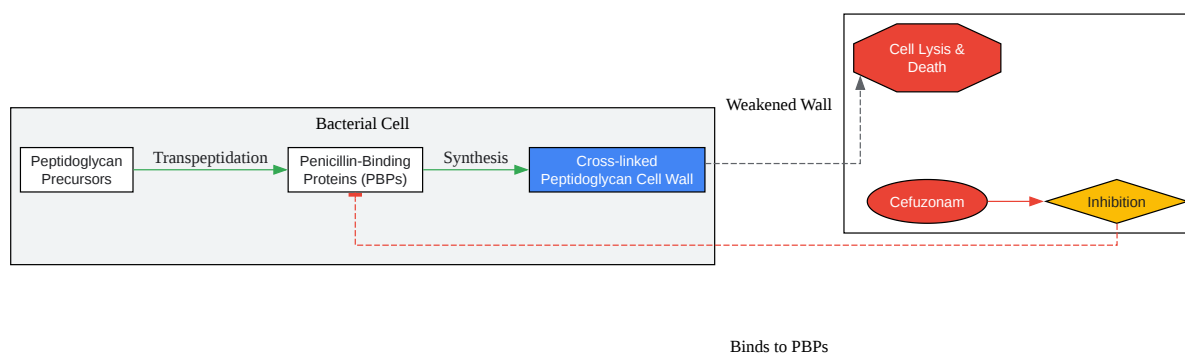 Cell Lysis &
Death
Weakened Wall
Bacterial Cell
Peptidoglycan
Precursors
Transpeptidation
Penicillin-Binding
Proteins (PBPs)
Synthesis
Cross-linked
Peptidoglycan Cell Wall
Cefuzonam
Inhibition
Binds to PBPs